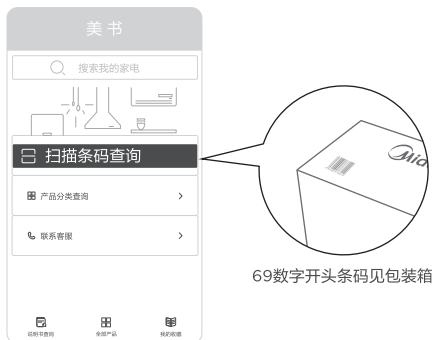 美书
搜索我的家电
扫描条码查询
产品分类查询
联系客服
说明书查询
全部产品
我的收藏
Midea
69数字开头条码见包装箱